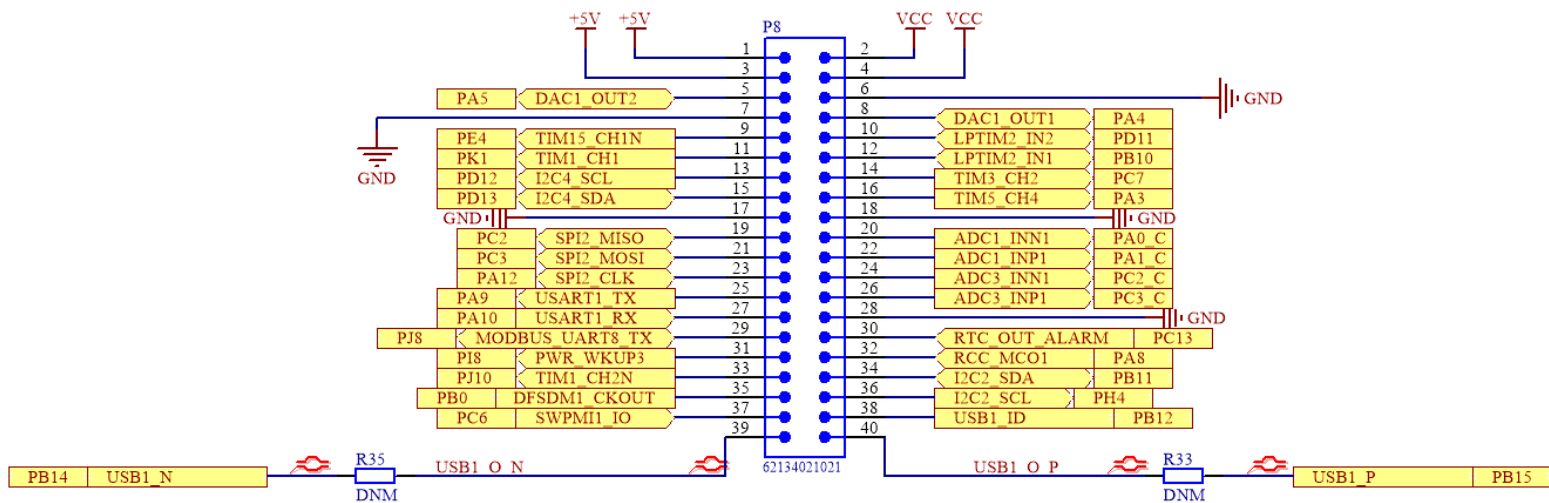 +5V +5V P8 VCC VCC
1 2
3 4
PA5 DAC1_OUT2 5 6 GND
7 8 DAC1_OUT1 PA4
PE4 TIM15_CH1N 9 10 LPTIM2_IN2 PD11
PK1 TIM1_CH1 11 12 LPTIM2_IN1 PB10
GND PD12 I2C4_SCL 13 14 TIM3_CH2 PC7
PD13 I2C4_SDA 15 16 TIM5_CH4 PA3
GND 17 18 GND
PC2 SPI2_MISO 19 20 ADC1_INN1 PA0_C
PC3 SPI2_MOSI 21 22 ADC1_INP1 PA1_C
PA12 SPI2_CLK 23 24 ADC3_INN1 PC2_C
PA9 USART1_TX 25 26 ADC3_INP1 PC3_C
PA10 USART1_RX 27 28 GND
PJ8 MODBUS_UART8_TX 29 30 RTC_OUT_ALARM PC13
PI8 PWR_WKUP3 31 32 RCC_MCO1 PA8
PJ10 TIM1_CH2N 33 34 I2C2_SDA PB11
PB0 DFSDM1_CKOUT 35 36 I2C2_SCL PH4
PC6 SWPMI1_IO 37 38 USB1_ID PB12
39 40
R35 USB1_O_N 62134021021 USB1_O_P R33
PB14 USB1_N USB1_P PB15
DNM DNM